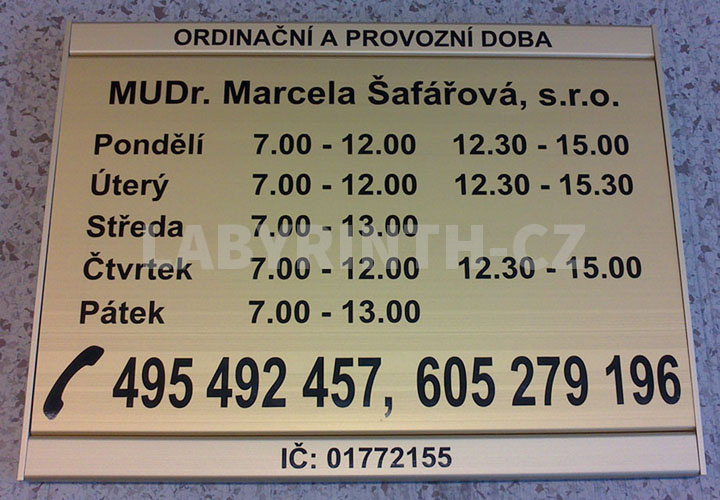 ORDINAČNÍ A PROVOZNÍ DOBA
MUDr. Marcela Šafářová, s.r.o.
Pondělí 7.00 - 12.00 12.30 - 15.00
Úterý 7.00 - 12.00 12.30 - 15.30
Středa 7.00 - 13.00
LABYRINTH-CZ
Čtvrtek 7.00 - 12.00 12.30 - 15.00
Pátek 7.00 - 13.00
495 492 457, 605 279 196
IČ: 01772155